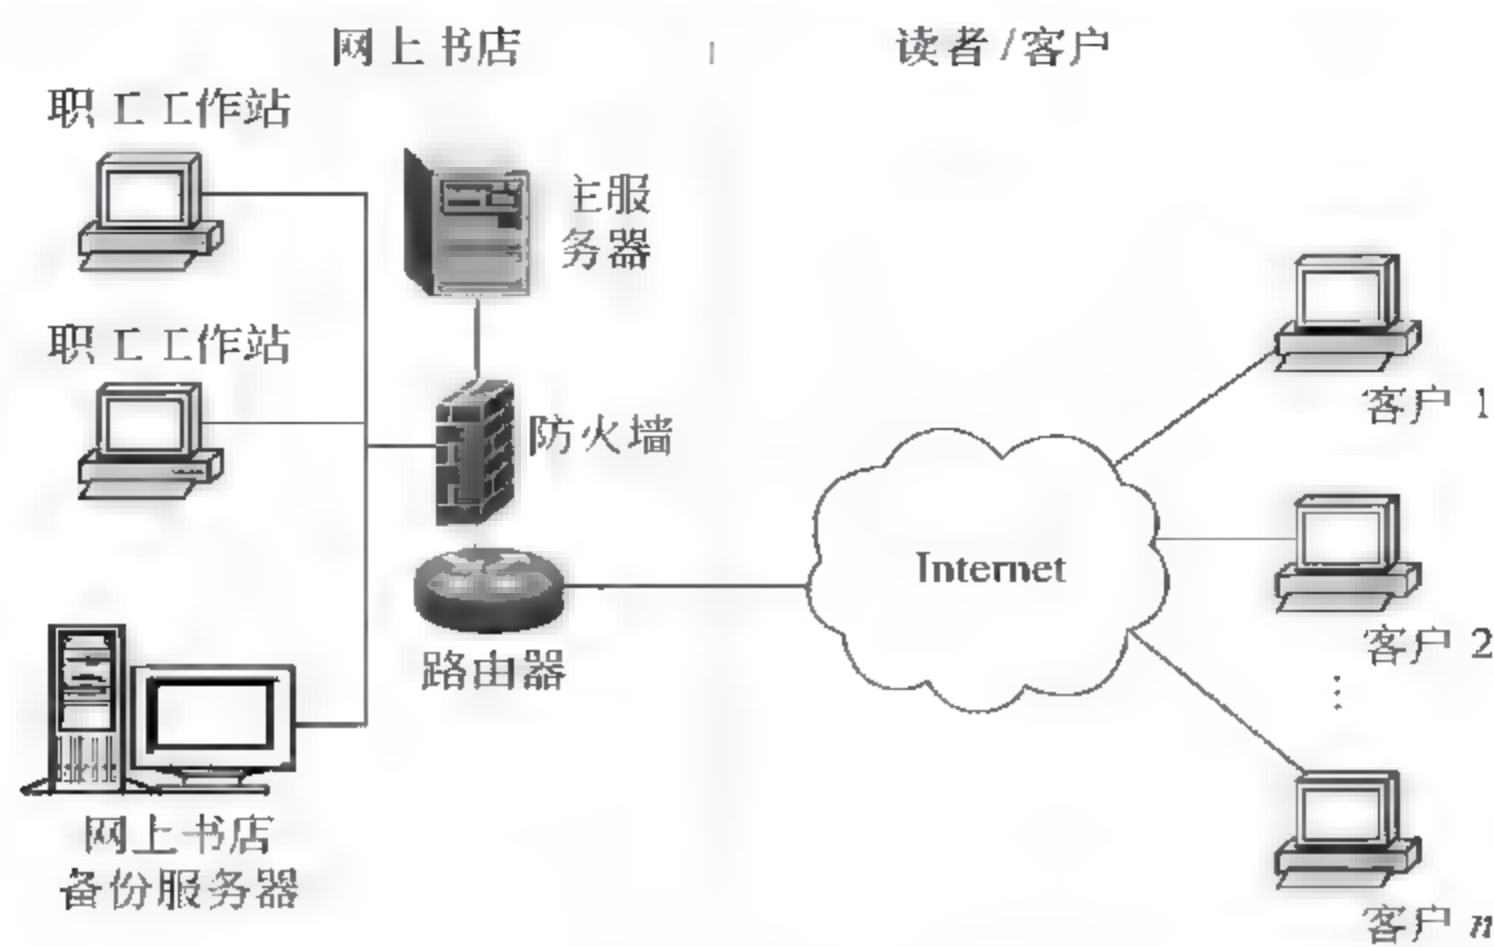 网上书店
读者/客户
职工工作站
主服
务器
职工工作站
防火墙
路由器
网上书店
备份服务器
Internet
客户 1
客户 2
⋮
客户 n